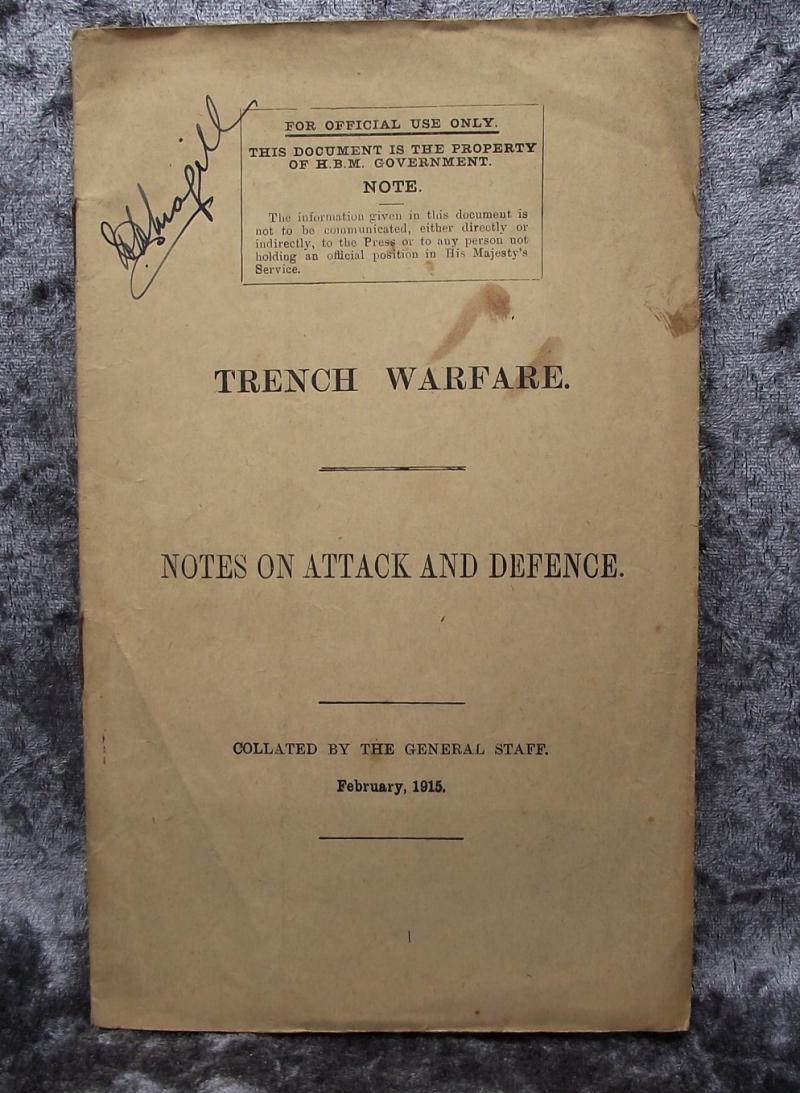 FOR OFFICIAL USE ONLY.
THIS DOCUMENT IS THE PROPERTY
OF H.B.M. GOVERNMENT.
NOTE.
The information given in this document is
not to be communicated, either directly or
indirectly, to the Press or to any person not
holding an official position in His Majesty's
Service.
TRENCH WARFARE.
NOTES ON ATTACK AND DEFENCE.
COLLATED BY THE GENERAL STAFF.
February, 1915.